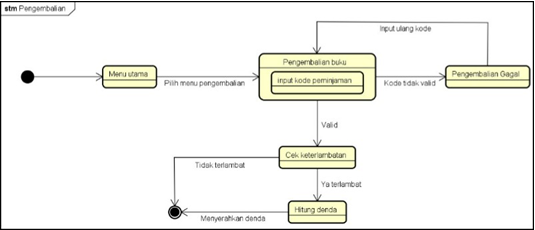 stm Pengembalian
Input ulang kode
Menu utama
Pilih menu pengembalian
Pengembalian buku
input kode peminjaman
Kode tidak valid
Pengembalian Gagal
Valid
Cek keterlambatan
Tidak terlambat
Ya terlambat
Hitung denda
Menyerahkan denda